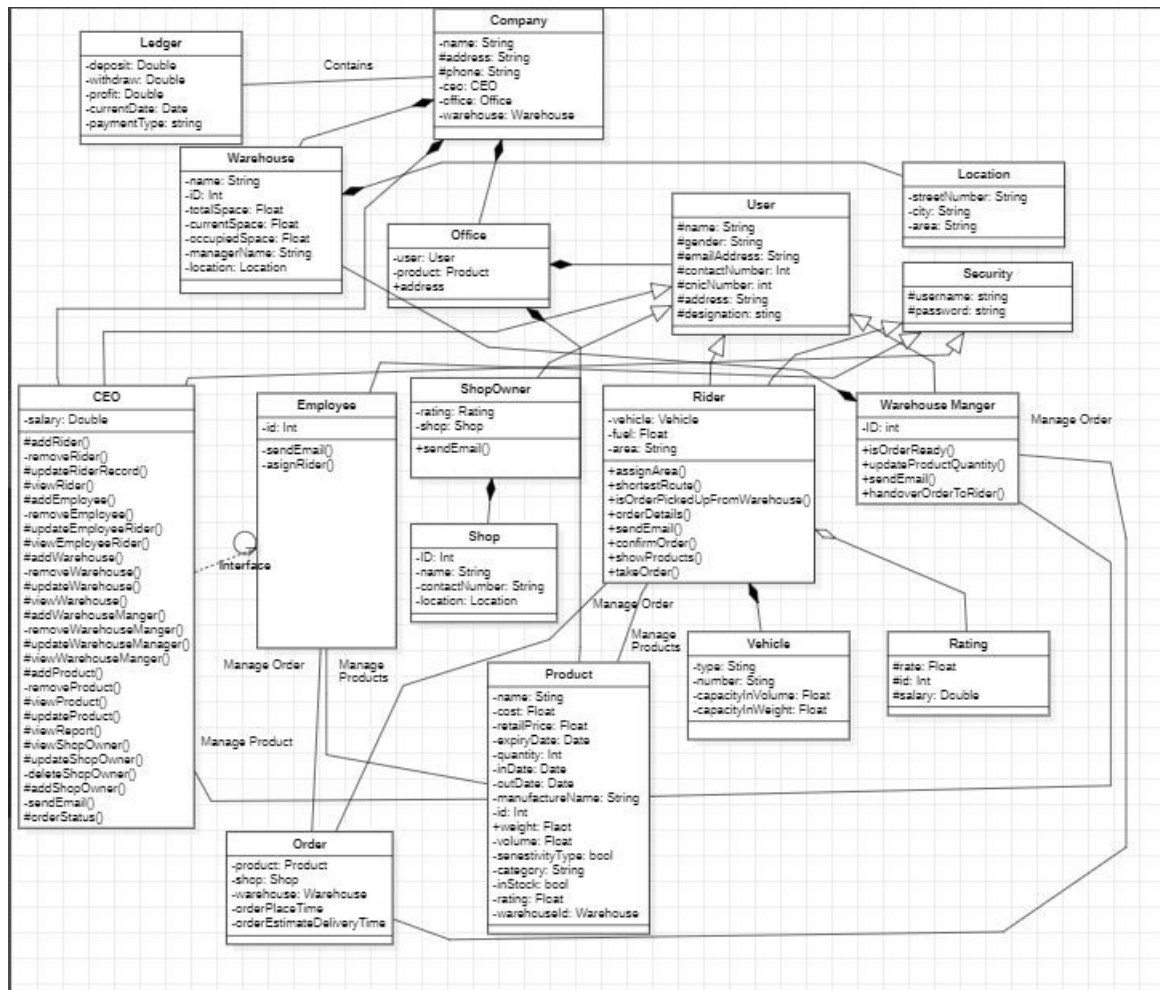 Company
-name: String
#address: String
#phone: String
-ceo: CEO
-office: Office
-warehouse: Warehouse
Ledger
-deposit: Double
-withdraw: Double
-profit: Double
-currentDate: Date
-paymentType: string
Contains
Warehouse
-name: String
-iD: Int
-totalSpace: Float
-currentSpace: Float
-occupiedSpace: Float
-managerName: String
-location: Location
Office
-user: User
-product: Product
+address
User
#name: String
#gender: String
#emailAddress: String
#contactNumber: Int
#cnicNumber: int
#address: String
#designation: sting
Location
-streetNumber: String
-city: String
-area: String
Security
#username: string
#password: string
CEO
-salary: Double
#addRider()
-removeRider()
#updateRiderRecord()
#viewRider()
#addEmployee()
-removeEmployee()
#updateEmployeeRider()
#viewEmployeeRider()
#addWarehouse()
-removeWarehouse()
#updateWarehouse()
#viewWarehouse()
#addWarehouseManger()
-removeWarehouseManger()
#updateWarehouseManager()
#viewWarehouseManger()
#addProduct()
-removeProduct()
#viewProduct()
#updateProduct()
#viewReport()
#viewShopOwner()
#updateShopOwner()
-deleteShopOwner()
#addShopOwner()
-sendEmail()
#orderStatus()
Interface
Employee
-id: Int
-sendEmail()
-asignRider()
ShopOwner
-rating: Rating
-shop: Shop
+sendEmail()
Shop
-ID: Int
-name: String
-contactNumber: String
-location: Location
Rider
-vehicle: Vehicle
-fuel: Float
-area: String
+assignArea()
+shortestRoute()
+isOrderPickedUpFromWarehouse()
+orderDetails()
+sendEmail()
+confirmOrder()
+showProducts()
+takeOrder()
Warehouse Manger
-ID: int
+isOrderReady()
+updateProductQuantity()
+sendEmail()
+handoverOrderToRider()
Manage Order
Manage Order
Manage
Products
Manage Order
Manage
Products
Manage Product
Vehicle
-type: Sting
-number: Sting
-capacityInVolume: Float
-capacityInWeight: Float
Rating
#rate: Float
#id: Int
#salary: Double
Product
-name: Sting
-cost: Float
-retailPrice: Float
-expiryDate: Date
-quantity: Int
-inDate: Date
-outDate: Date
-manufactureName: String
-id: Int
+weight: Flaot
-volume: Float
-senestivityType: bool
-category: String
-inStock: bool
-rating: Float
-warehouseId: Warehouse
Order
-product: Product
-shop: Shop
-warehouse: Warehouse
-orderPlaceTime
-orderEstimateDeliveryTime